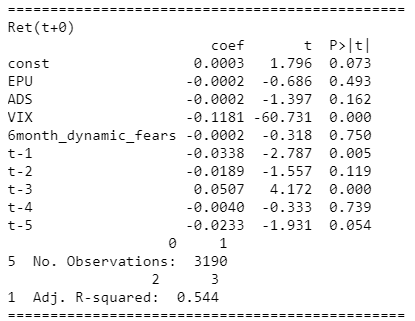 ==================================================
Ret(t+0)
coef t P>|t|
const 0.0003 1.796 0.073
EPU -0.0002 -0.686 0.493
ADS -0.0002 -1.397 0.162
VIX -0.1181 -60.731 0.000
6month_dynamic_fears -0.0002 -0.318 0.750
t-1 -0.0338 -2.787 0.005
t-2 -0.0189 -1.557 0.119
t-3 0.0507 4.172 0.000
t-4 -0.0040 -0.333 0.739
t-5 -0.0233 -1.931 0.054
0 1
5 No. Observations: 3190
2 3
1 Adj. R-squared: 0.544
==================================================